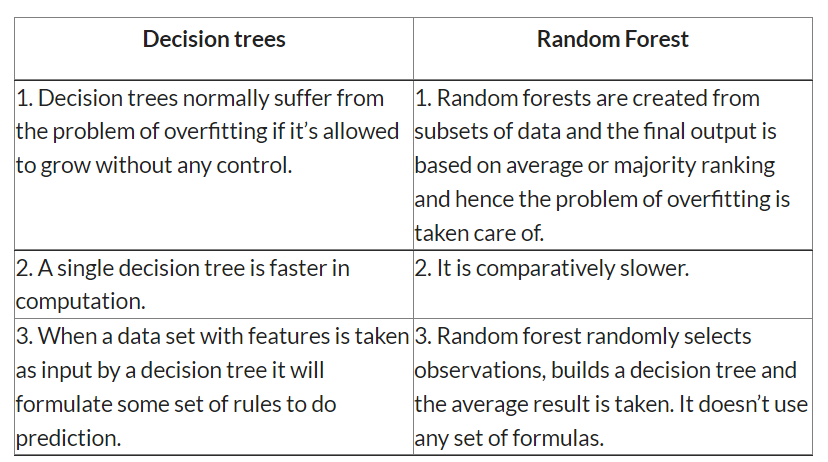 Decision trees
Random Forest
1. Decision trees normally suffer from
the problem of overfitting if it’s allowed
to grow without any control.
1. Random forests are created from
subsets of data and the final output is
based on average or majority ranking
and hence the problem of overfitting is
taken care of.
2. A single decision tree is faster in
computation.
2. It is comparatively slower.
3. When a data set with features is taken
as input by a decision tree it will
formulate some set of rules to do
prediction.
3. Random forest randomly selects
observations, builds a decision tree and
the average result is taken. It doesn’t use
any set of formulas.